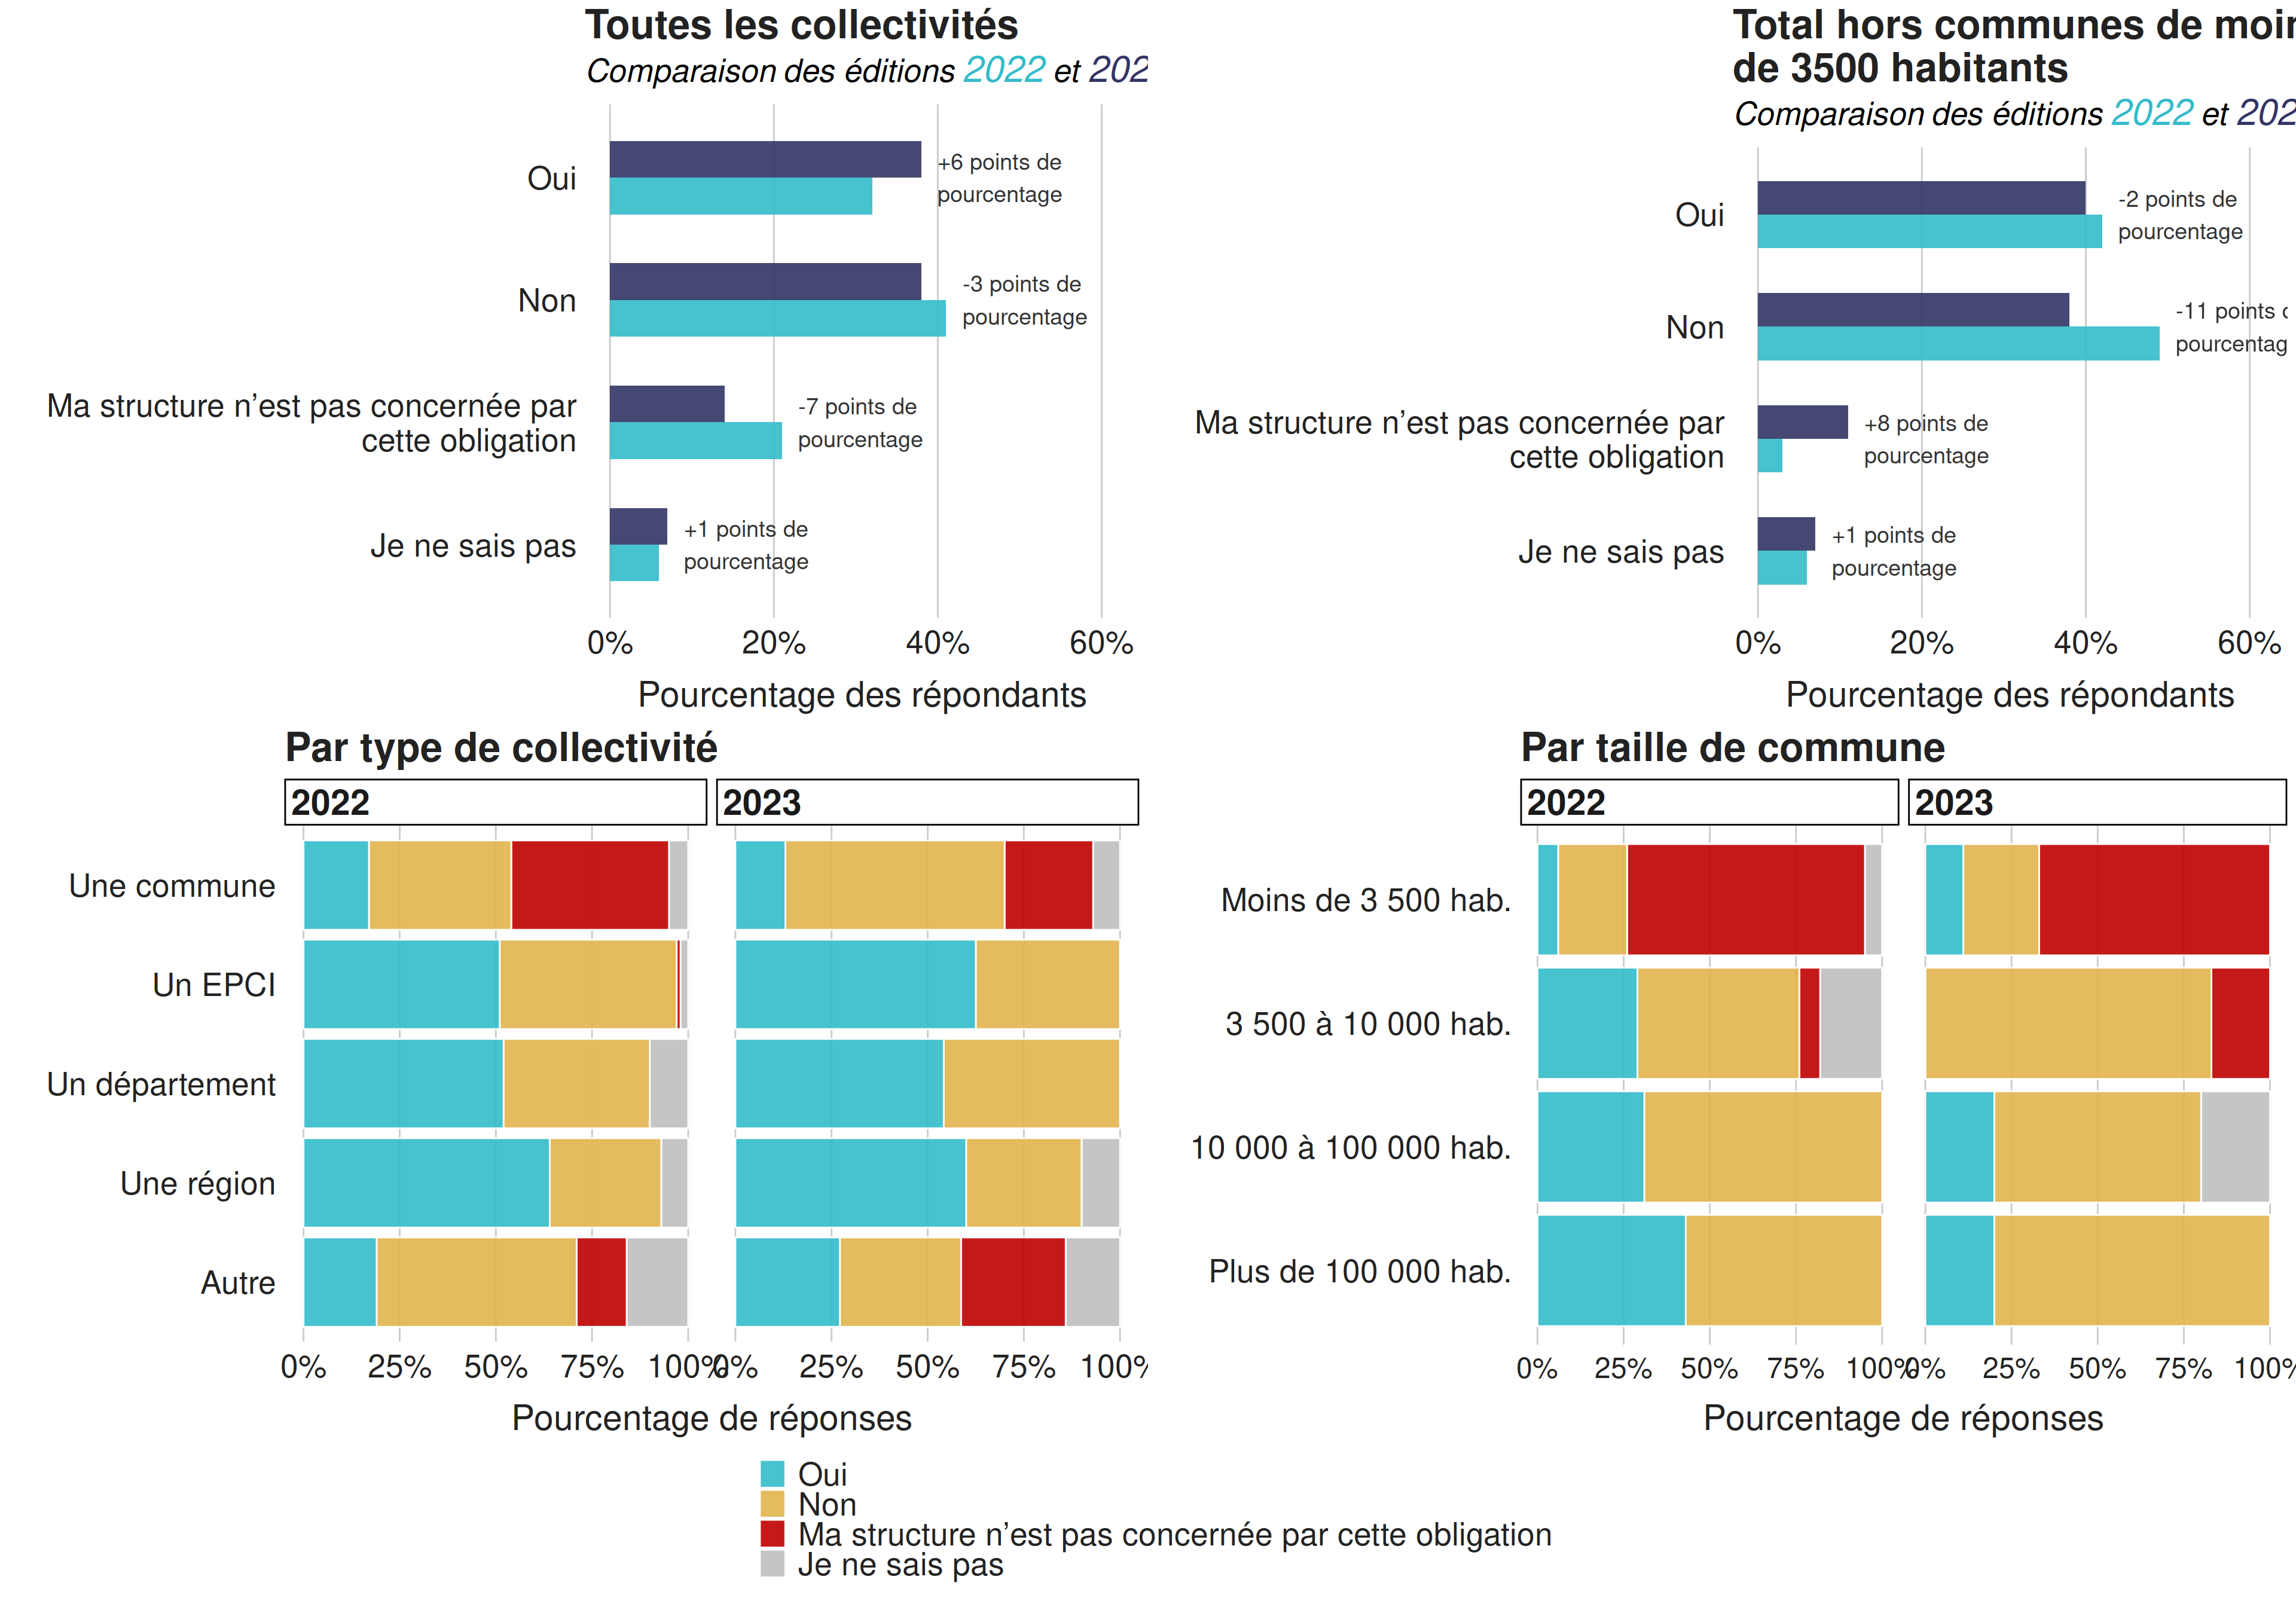 Toutes les collectivités
Comparaison des éditions 2022 et 202
Oui
+6 points de
pourcentage
Non
-3 points de
pourcentage
Ma structure n’est pas concernée par
cette obligation
-7 points de
pourcentage
Je ne sais pas
+1 points de
pourcentage
0% 20% 40% 60%
Pourcentage des répondants
Total hors communes de moin
de 3500 habitants
Comparaison des éditions 2022 et 202
Oui
-2 points de
pourcentage
Non
-11 points d
pourcentag
Ma structure n’est pas concernée par
cette obligation
+8 points de
pourcentage
Je ne sais pas
+1 points de
pourcentage
0% 20% 40% 60%
Pourcentage des répondants
Par type de collectivité
2022 2023
Une commune
Un EPCI
Un département
Une région
Autre
0% 25% 50% 75% 100% 0% 25% 50% 75% 100%
Pourcentage de réponses
Par taille de commune
2022 2023
Moins de 3 500 hab.
3 500 à 10 000 hab.
10 000 à 100 000 hab.
Plus de 100 000 hab.
0% 25% 50% 75% 100% 0% 25% 50% 75% 100%
Pourcentage de réponses
Oui
Non
Ma structure n’est pas concernée par cette obligation
Je ne sais pas